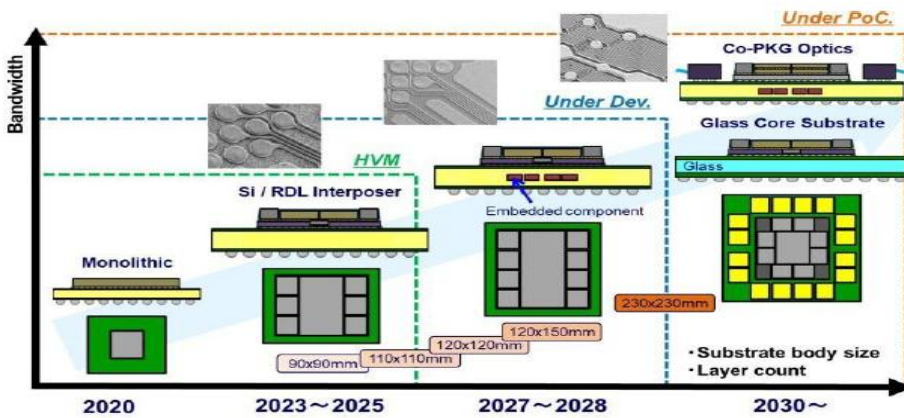 Under PoC.
Co-PKG Optics
Bandwidth
Under Dev.
Glass Core Substrate
HVM
Glass
Si / RDL Interposer
Embedded component
Monolithic
230x230mm
120x150mm
120x120mm
110x110mm
90x90mm
・Substrate body size
・Layer count
2020
2023～2025
2027～2028
2030～